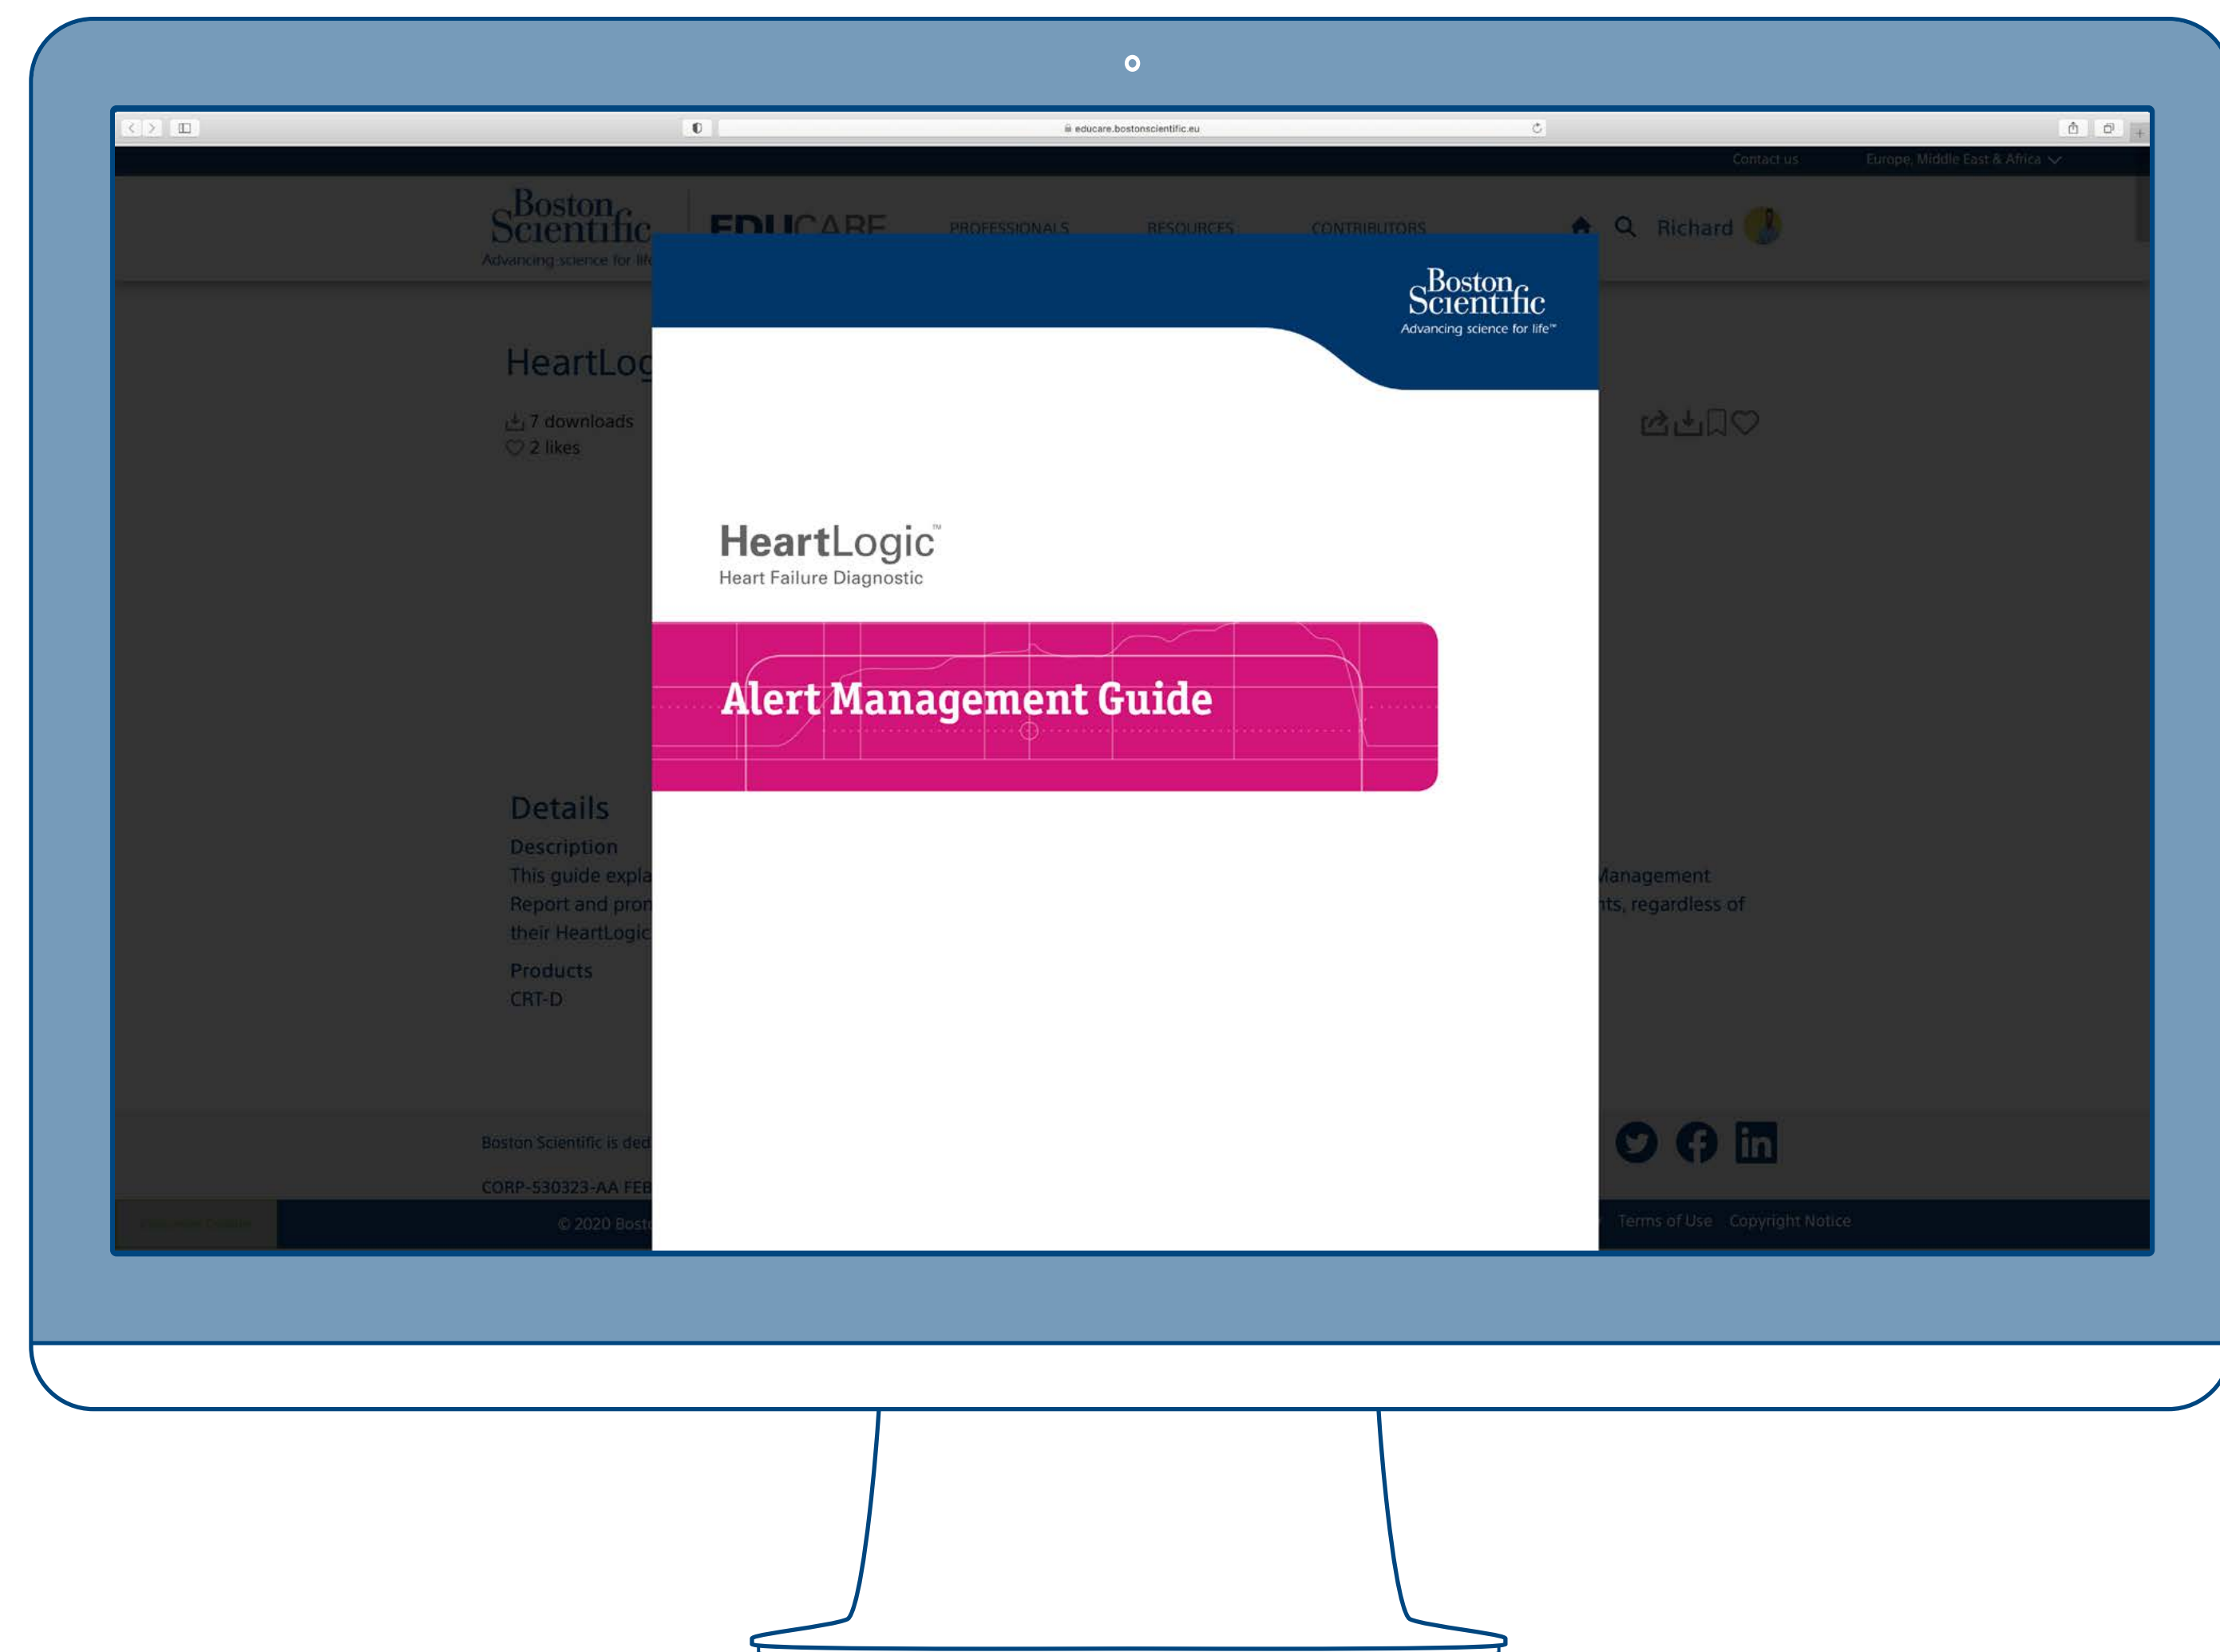 educare.bostonscientific.eu
Contact us Europe, Middle East & Africa
Boston
Scientific
Advancing science for life
EDUCARE PROFESSIONALS RESOURCES CONTRIBUTORS Richard
Boston
Scientific
Advancing science for life™
HeartLog
7 downloads
2 likes
HeartLogic™
Heart Failure Diagnostic
Alert Management Guide
Details
Description
This guide expla Management
Report and pron nts, regardless of
their HeartLogic
Products
CRT-D
Boston Scientific is ded
in
CORP-530323-AA FEB
© 2020 Bost Terms of Use Copyright Notice